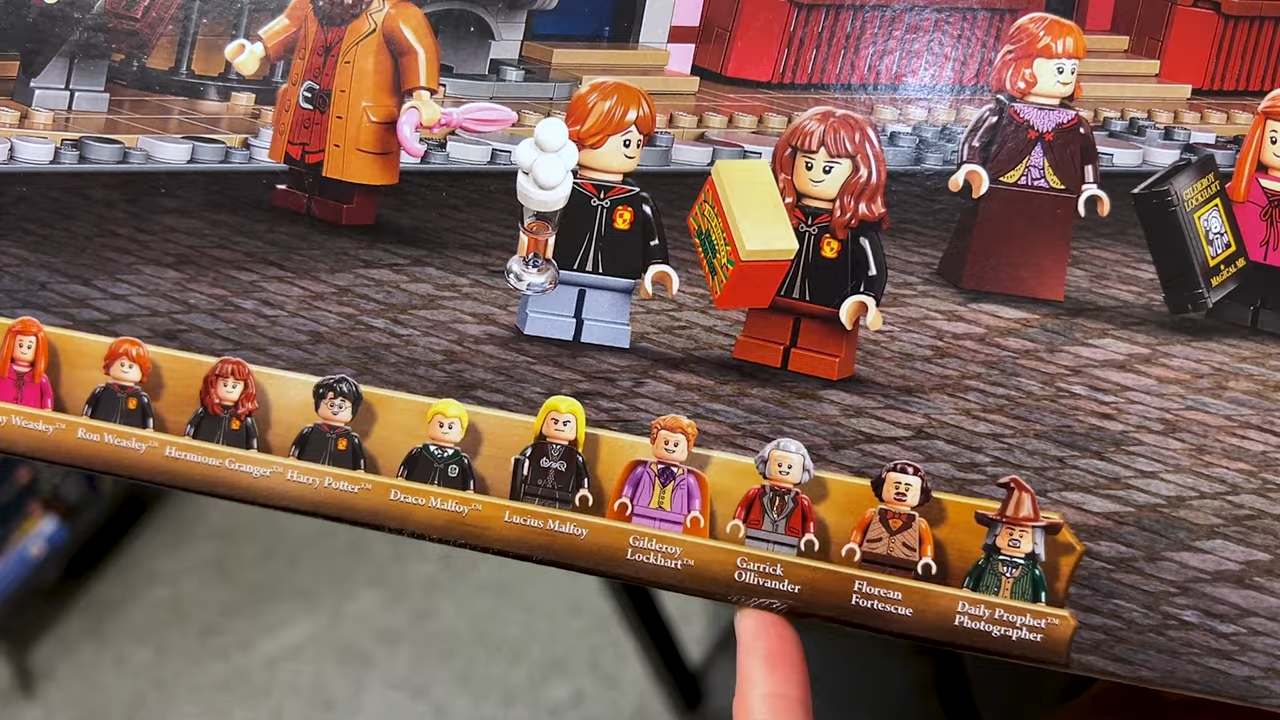 GILDEROY
LOCKHART
MAGICAL ME
Weasley™
Ron Weasley™
Hermione Granger™
Harry Potter™
Draco Malfoy™
Lucius Malfoy
Gilderoy
Lockhart™
Garrick
Ollivander
Florean
Fortescue
Daily Prophet™
Photographer